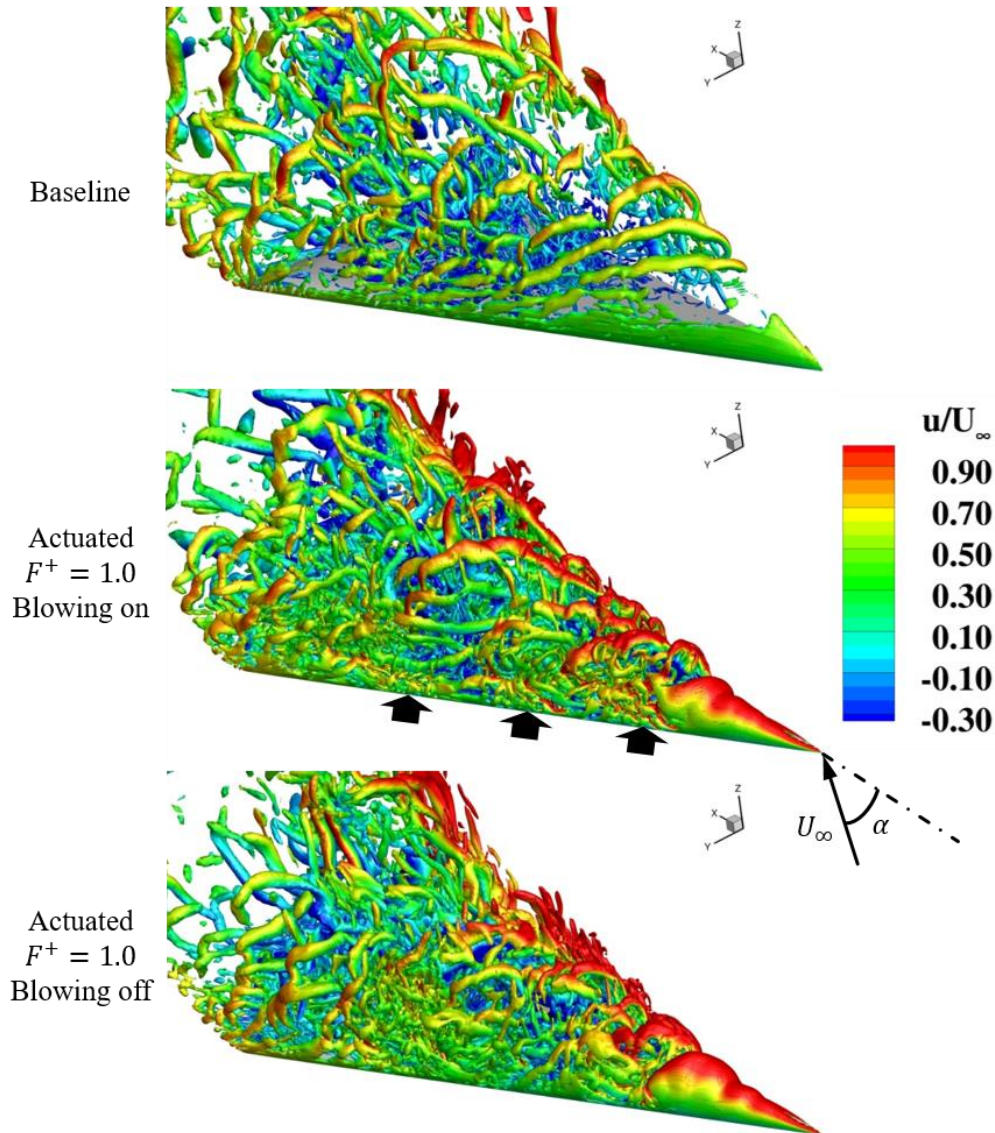 Z
X
Y
Baseline
Z
X
Y
u/U∞
0.90
0.70
0.50
0.30
0.10
-0.10
-0.30
Actuated
F⁺ = 1.0
Blowing on
U∞
α
Z
X
Y
Actuated
F⁺ = 1.0
Blowing off